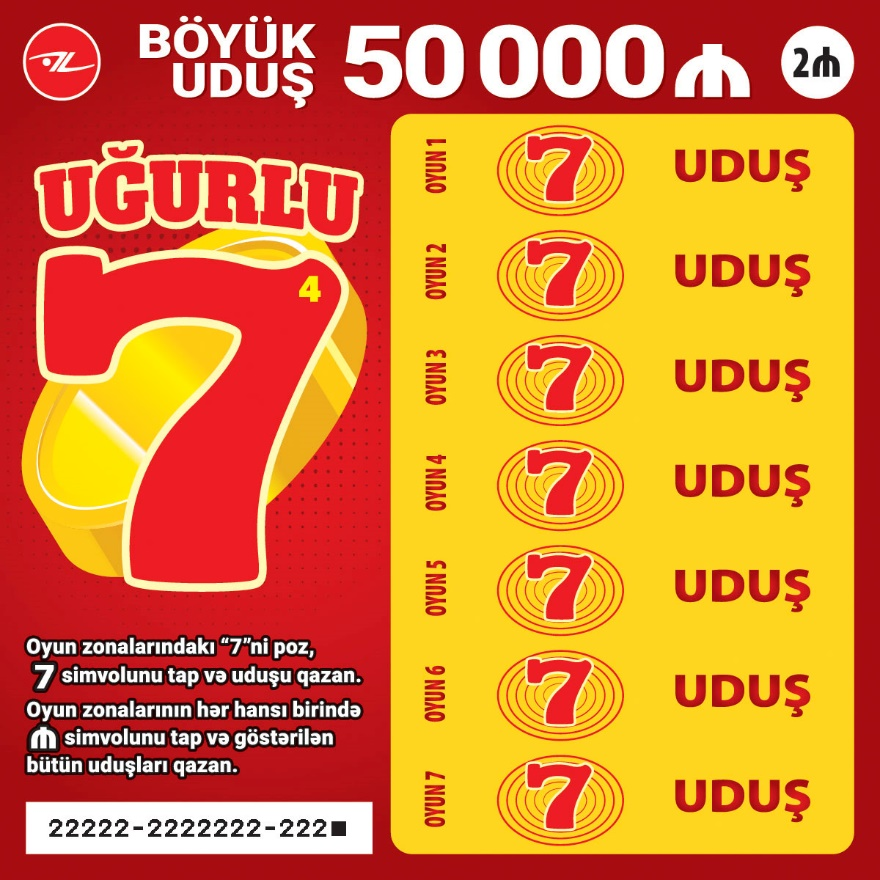 BÖYÜK
UDUŞ
50 000 ₼
2₼
UĞURLU
7
4
Oyun zonalarındakı “7”ni poz,
7 simvolunu tap və uduşu qazan.
Oyun zonalarının hər hansı birində
₼ simvolunu tap və göstərilən
bütün uduşları qazan.
22222-2222222-222■
OYUN 1 7 UDUŞ
OYUN 2 7 UDUŞ
OYUN 3 7 UDUŞ
OYUN 4 7 UDUŞ
OYUN 5 7 UDUŞ
OYUN 6 7 UDUŞ
OYUN 7 7 UDUŞ